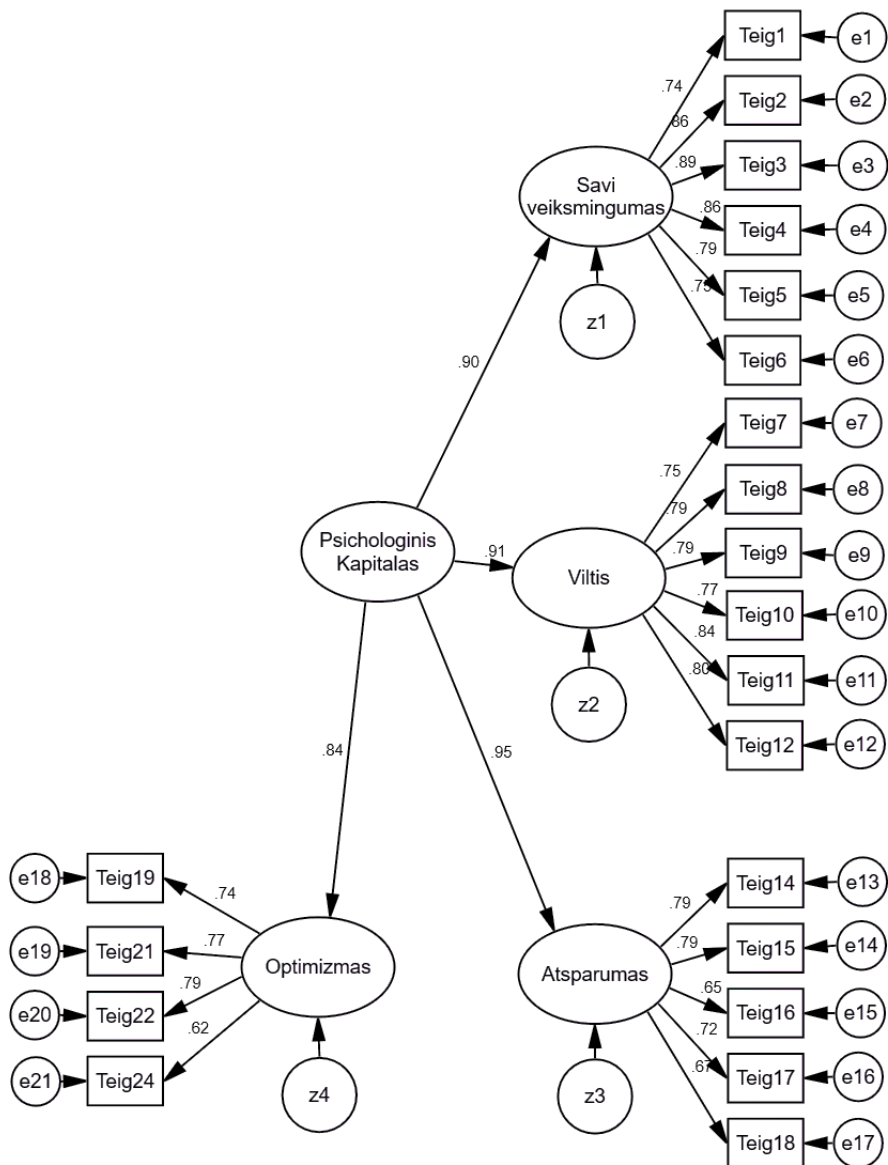 Teig1
e1
.74
Teig2
e2
.86
Teig3
e3
.89
Savi
veiksmingumas
Teig4
e4
.86
Teig5
e5
.79
Teig6
e6
.75
z1
.90
Teig7
e7
.75
Teig8
e8
.79
Psichologinis
Kapitalas
.91
Viltis
Teig9
e9
.79
Teig10
e10
.77
Teig11
e11
.84
Teig12
e12
.80
z2
.84
.95
e18
Teig19
.74
e19
Teig21
.77
e20
Teig22
.79
e21
Teig24
.62
Optimizmas
z4
Atsparumas
z3
Teig14
e13
.79
Teig15
e14
.79
Teig16
e15
.65
Teig17
e16
.72
Teig18
e17
.67